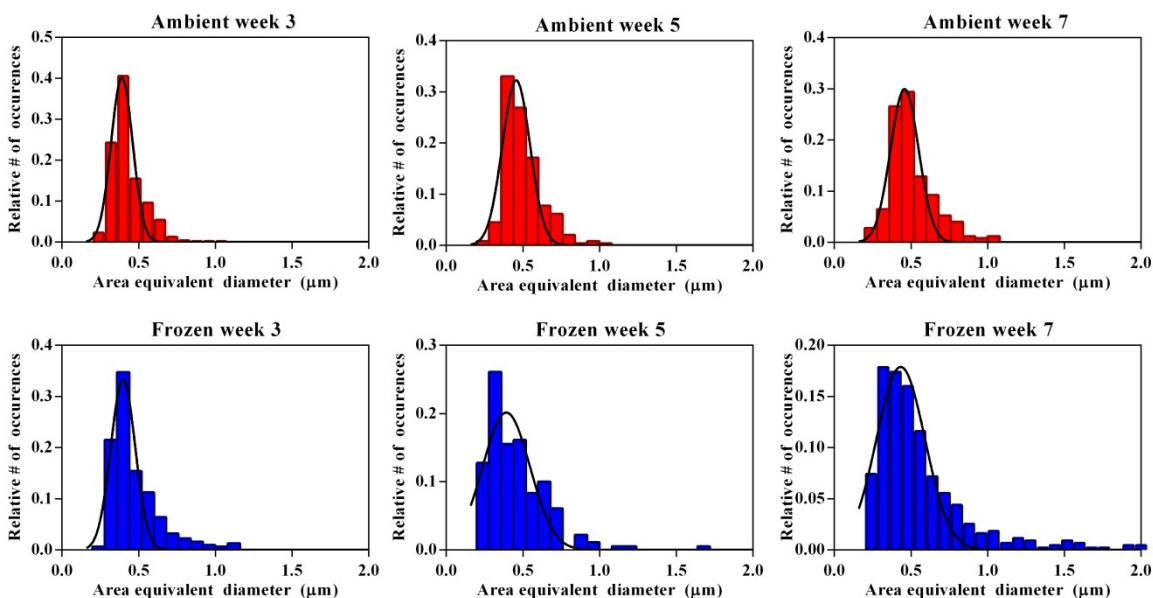 Ambient week 3
Relative # of occurences
0.5
0.4
0.3
0.2
0.1
0.0
0.0 0.5 1.0 1.5 2.0
Area equivalent diameter (μm)
Ambient week 5
Relative # of occurences
0.4
0.3
0.2
0.1
0.0
0.0 0.5 1.0 1.5 2.0
Area equivalent diameter (μm)
Ambient week 7
Relative # of occurences
0.4
0.3
0.2
0.1
0.0
0.0 0.5 1.0 1.5 2.0
Area equivalent diameter (μm)
Frozen week 3
Relative # of occurences
0.4
0.3
0.2
0.1
0.0
0.0 0.5 1.0 1.5 2.0
Area equivalent diameter (μm)
Frozen week 5
Relative # of occurences
0.3
0.2
0.1
0.0
0.0 0.5 1.0 1.5 2.0
Area equivalent diameter (μm)
Frozen week 7
Relative # of occurences
0.20
0.15
0.10
0.05
0.00
0.0 0.5 1.0 1.5 2.0
Area equivalent diameter (μm)